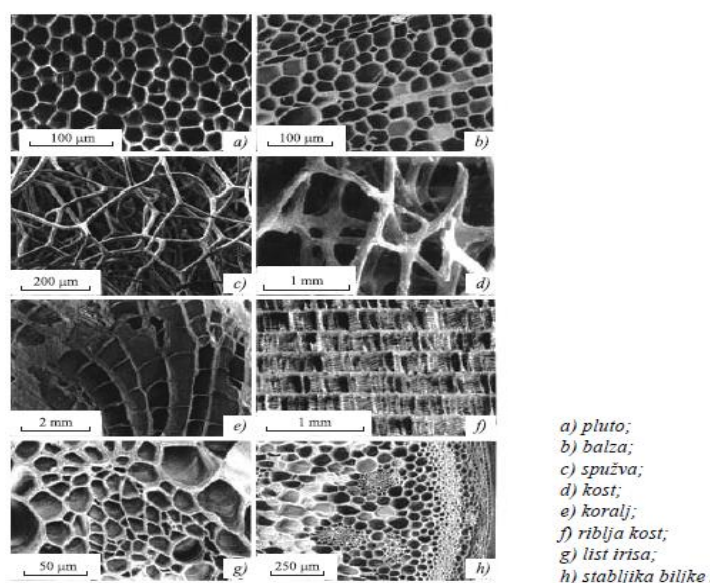 100 µm
a)
100 µm
b)
200 µm
c)
1 mm
d)
2 mm
e)
1 mm
f)
50 µm
g)
250 µm
h)
a) pluto;
b) balza;
c) spužva;
d) kost;
e) koralj;
f) riblja kost;
g) list irisa;
h) stabljika biljke